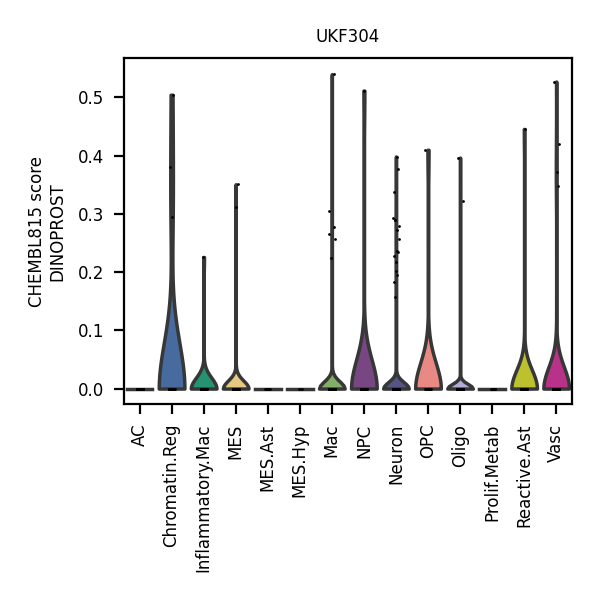 UKF304
CHEMBL815 score
DINOPROST
0.5
0.4
0.3
0.2
0.1
0.0
AC
Chromatin.Reg
Inflammatory.Mac
MES
MES.Ast
MES.Hyp
Mac
NPC
Neuron
OPC
Oligo
Prolif.Metab
Reactive.Ast
Vasc